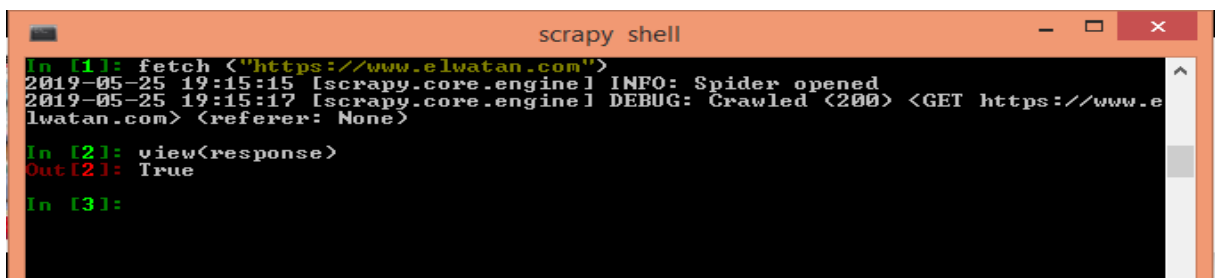 scrapy shell
In [1]: fetch ("https://www.elwatan.com")
2019-05-25 19:15:15 [scrapy.core.engine] INFO: Spider opened
2019-05-25 19:15:17 [scrapy.core.engine] DEBUG: Crawled (200) <GET https://www.e
lwatan.com> (referer: None)
In [2]: view(response)
Out[2]: True
In [3]: